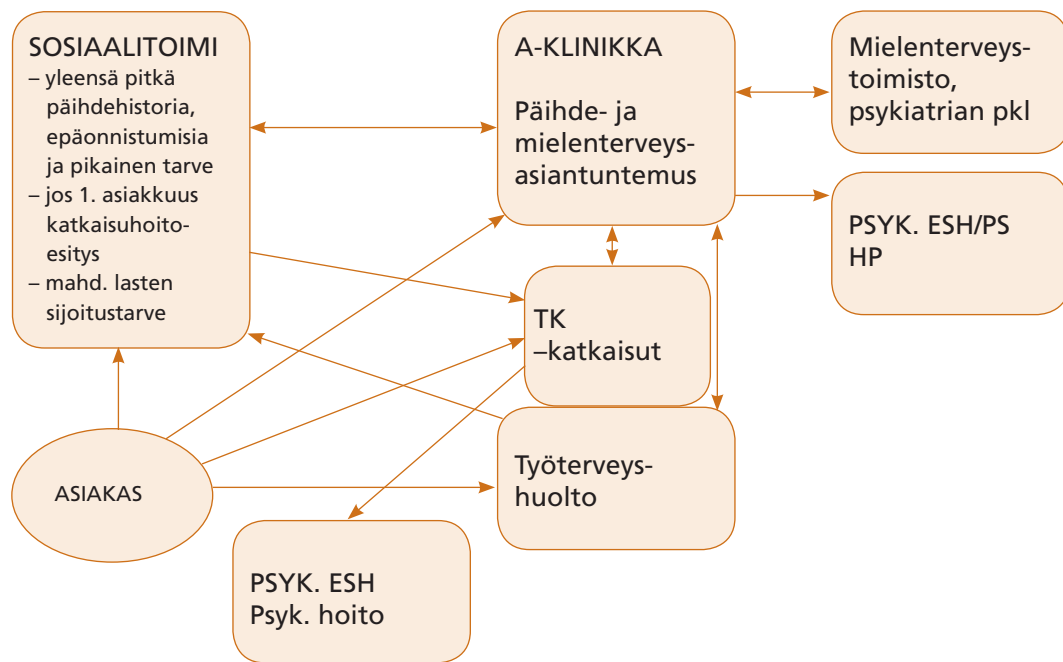 SOSIAALITOIMI
– yleensä pitkä
päihdehistoria,
epäonnistumisia
ja pikainen tarve
– jos 1. asiakkuus
katkaisuhoito-
esitys
– mahd. lasten
sijoitustarve
A-KLINIKKA
Päihde- ja
mielenterveys-
asiantuntemus
Mielenterveys-
toimisto,
psykiatrian pkl
PSYK. ESH/PS
HP
TK
–katkaisut
Työterveys-
huolto
ASIAKAS
PSYK. ESH
Psyk. hoito